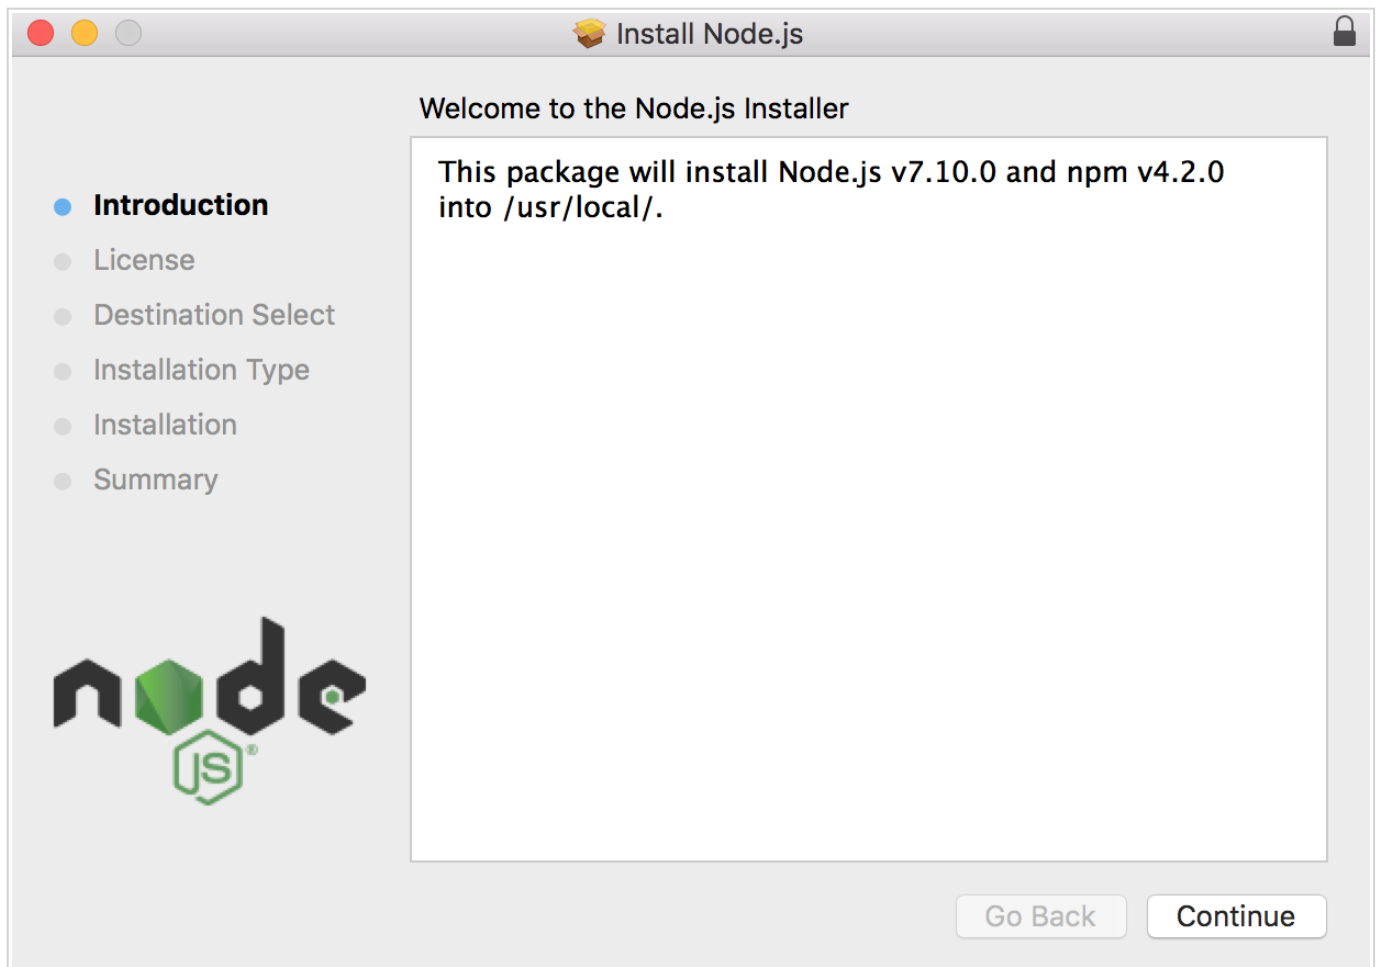 Install Node.js
Welcome to the Node.js Installer
This package will install Node.js v7.10.0 and npm v4.2.0
into /usr/local/.
Introduction
License
Destination Select
Installation Type
Installation
Summary
node
JS®
Go Back
Continue